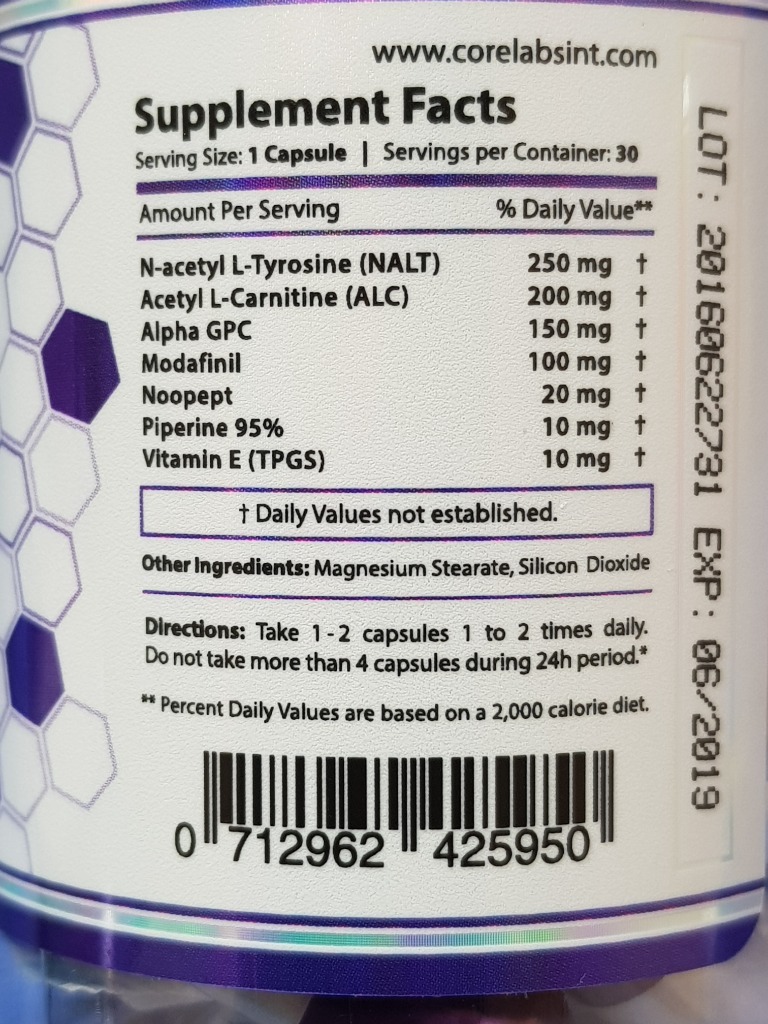 www.corelabsint.com
Supplement Facts
Serving Size: 1 Capsule | Servings per Container: 30
Amount Per Serving % Daily Value**
N-acetyl L-Tyrosine (NALT) 250 mg †
Acetyl L-Carnitine (ALC) 200 mg †
Alpha GPC 150 mg †
Modafinil 100 mg †
Noopept 20 mg †
Piperine 95% 10 mg †
Vitamin E (TPGS) 10 mg †
† Daily Values not established.
Other Ingredients: Magnesium Stearate, Silicon Dioxide
Directions: Take 1-2 capsules 1 to 2 times daily.
Do not take more than 4 capsules during 24h period.*
** Percent Daily Values are based on a 2,000 calorie diet.
0 712962 425950
LOT: 20160622731 EXP: 06/2019